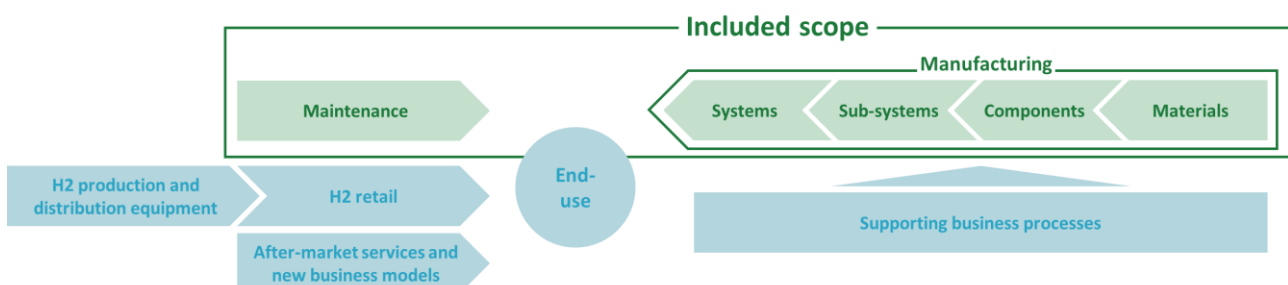 Included scope
Manufacturing
Maintenance
Systems
Sub-systems
Components
Materials
End-
use
H2 production and
distribution equipment
H2 retail
Supporting business processes
After-market services and
new business models